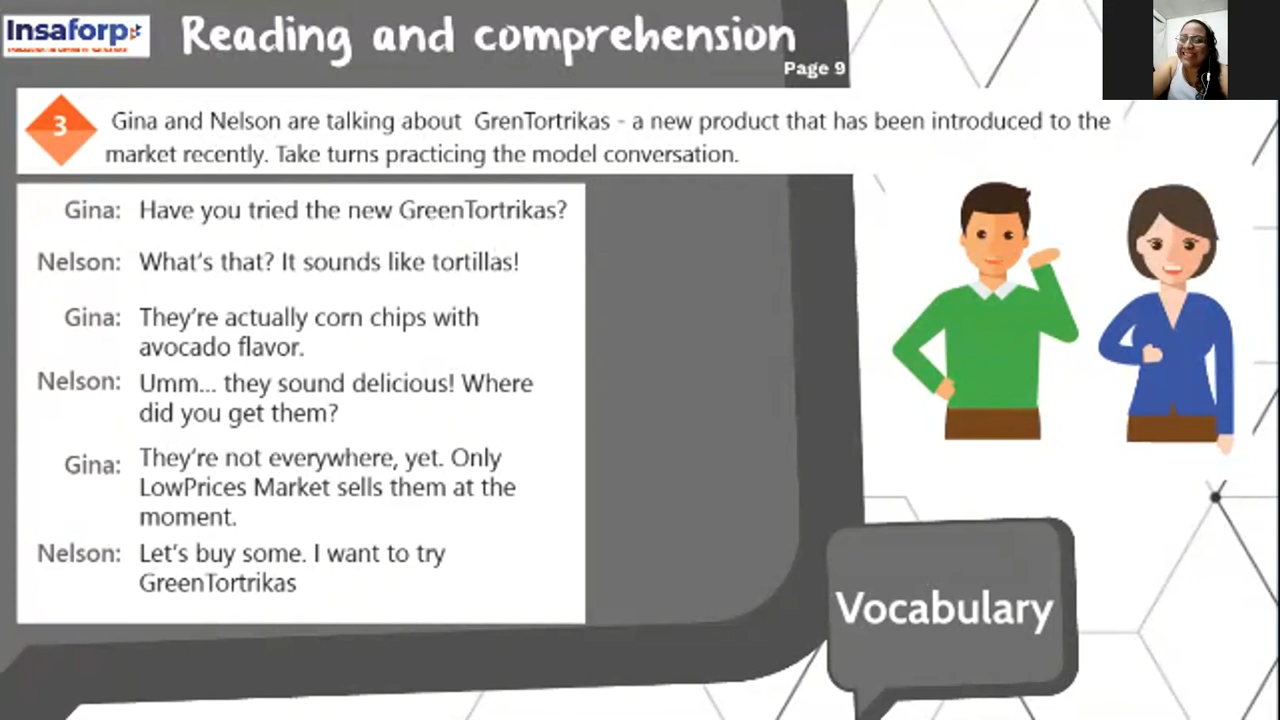 Insaforp
Reading and comprehension
Page 9
3
Gina and Nelson are talking about GrenTortrikas - a new product that has been introduced to the
market recently. Take turns practicing the model conversation.
Gina: Have you tried the new GreenTortrikas?
Nelson: What's that? It sounds like tortillas!
Gina: They're actually corn chips with
avocado flavor.
Nelson: Umm... they sound delicious! Where
did you get them?
Gina: They're not everywhere, yet. Only
LowPrices Market sells them at the
moment.
Nelson: Let's buy some. I want to try
GreenTortrikas
Vocabulary